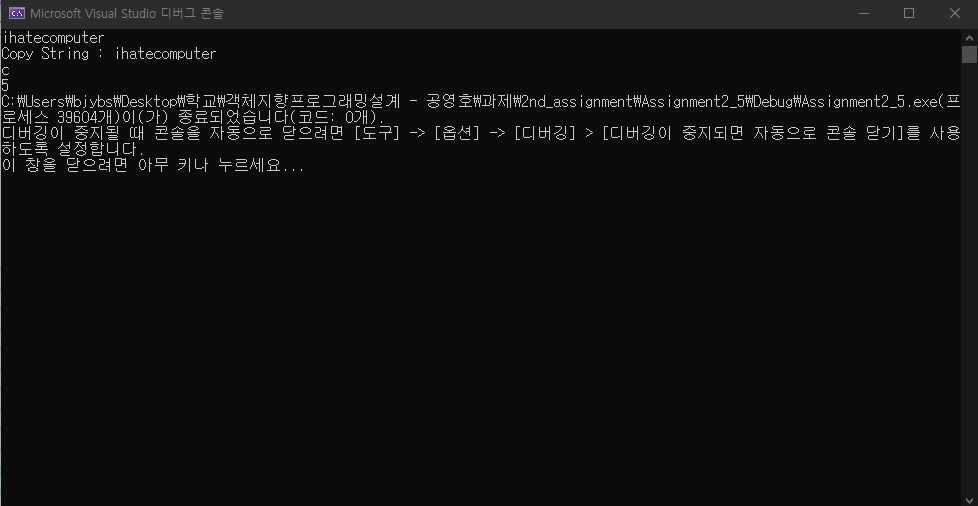 Microsoft Visual Studio 디버그 콘솔
ihatecomputer
Copy String : ihatecomputer
c
5
C:₩Users₩bjybs₩Desktop₩학교₩객체지향프로그래밍설계 - 공영호₩과제₩2nd_assignment₩Assignment2_5₩Debug₩Assignment2_5.exe(프
로세스 39604개)이(가) 종료되었습니다(코드: 0개).
디버깅이 중지될 때 콘솔을 자동으로 닫으려면 [도구] -> [옵션] -> [디버깅] > [디버깅이 중지되면 자동으로 콘솔 닫기]를 사용
하도록 설정합니다.
이 창을 닫으려면 아무 키나 누르세요...